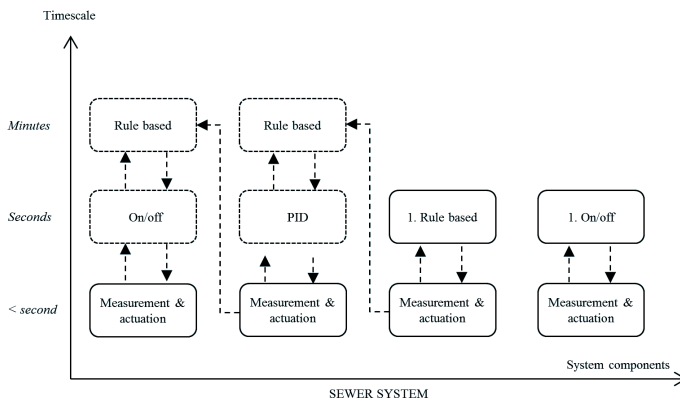 Timescale
Minutes
Rule based
Rule based
Seconds
On/off
PID
1. Rule based
1. On/off
< second
Measurement &
actuation
Measurement &
actuation
Measurement &
actuation
Measurement &
actuation
System components
SEWER SYSTEM